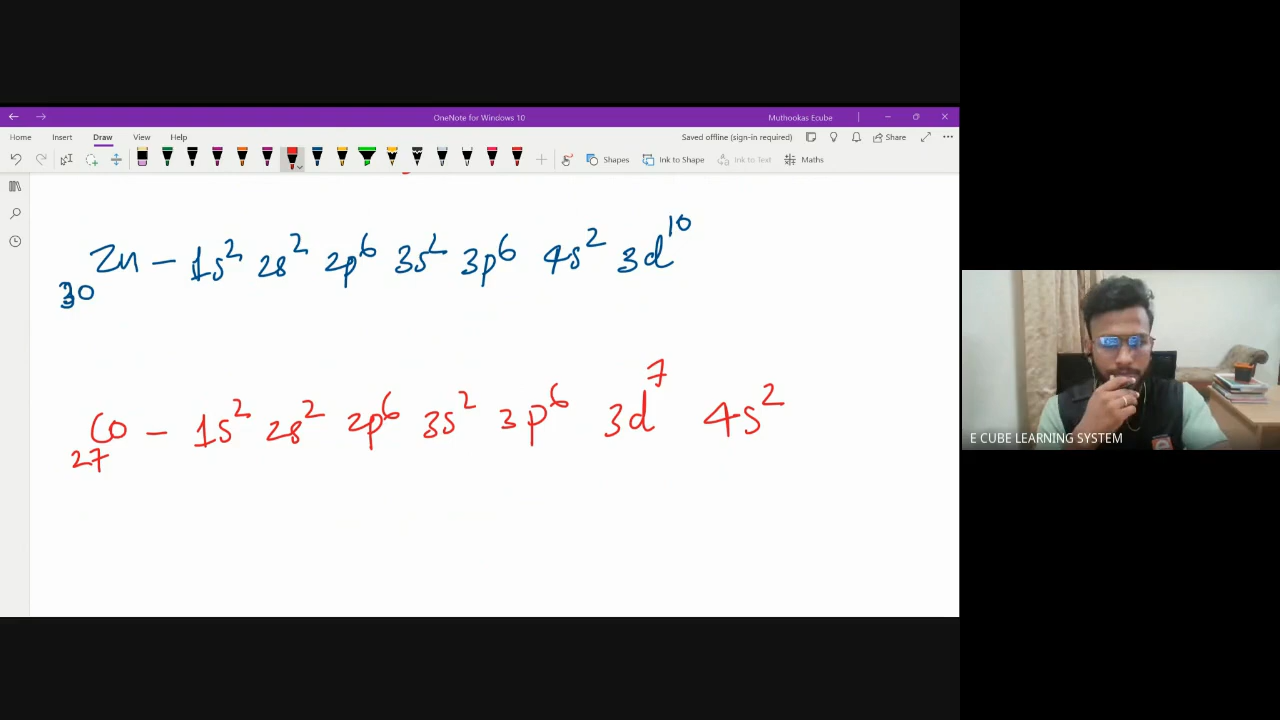 OneNote for Windows 10
Muthookas Ecube
Home Insert Draw View Help
Saved offline (sign-in required)
Share
Shapes
Ink to Shape
Ink to Text
Maths
30Zn – 1s² 2s² 2p⁶ 3s² 3p⁶ 4s² 3d¹⁰
27Co – 1s² 2s² 2p⁶ 3s² 3p⁶ 3d⁷ 4s²
E CUBE LEARNING SYSTEM